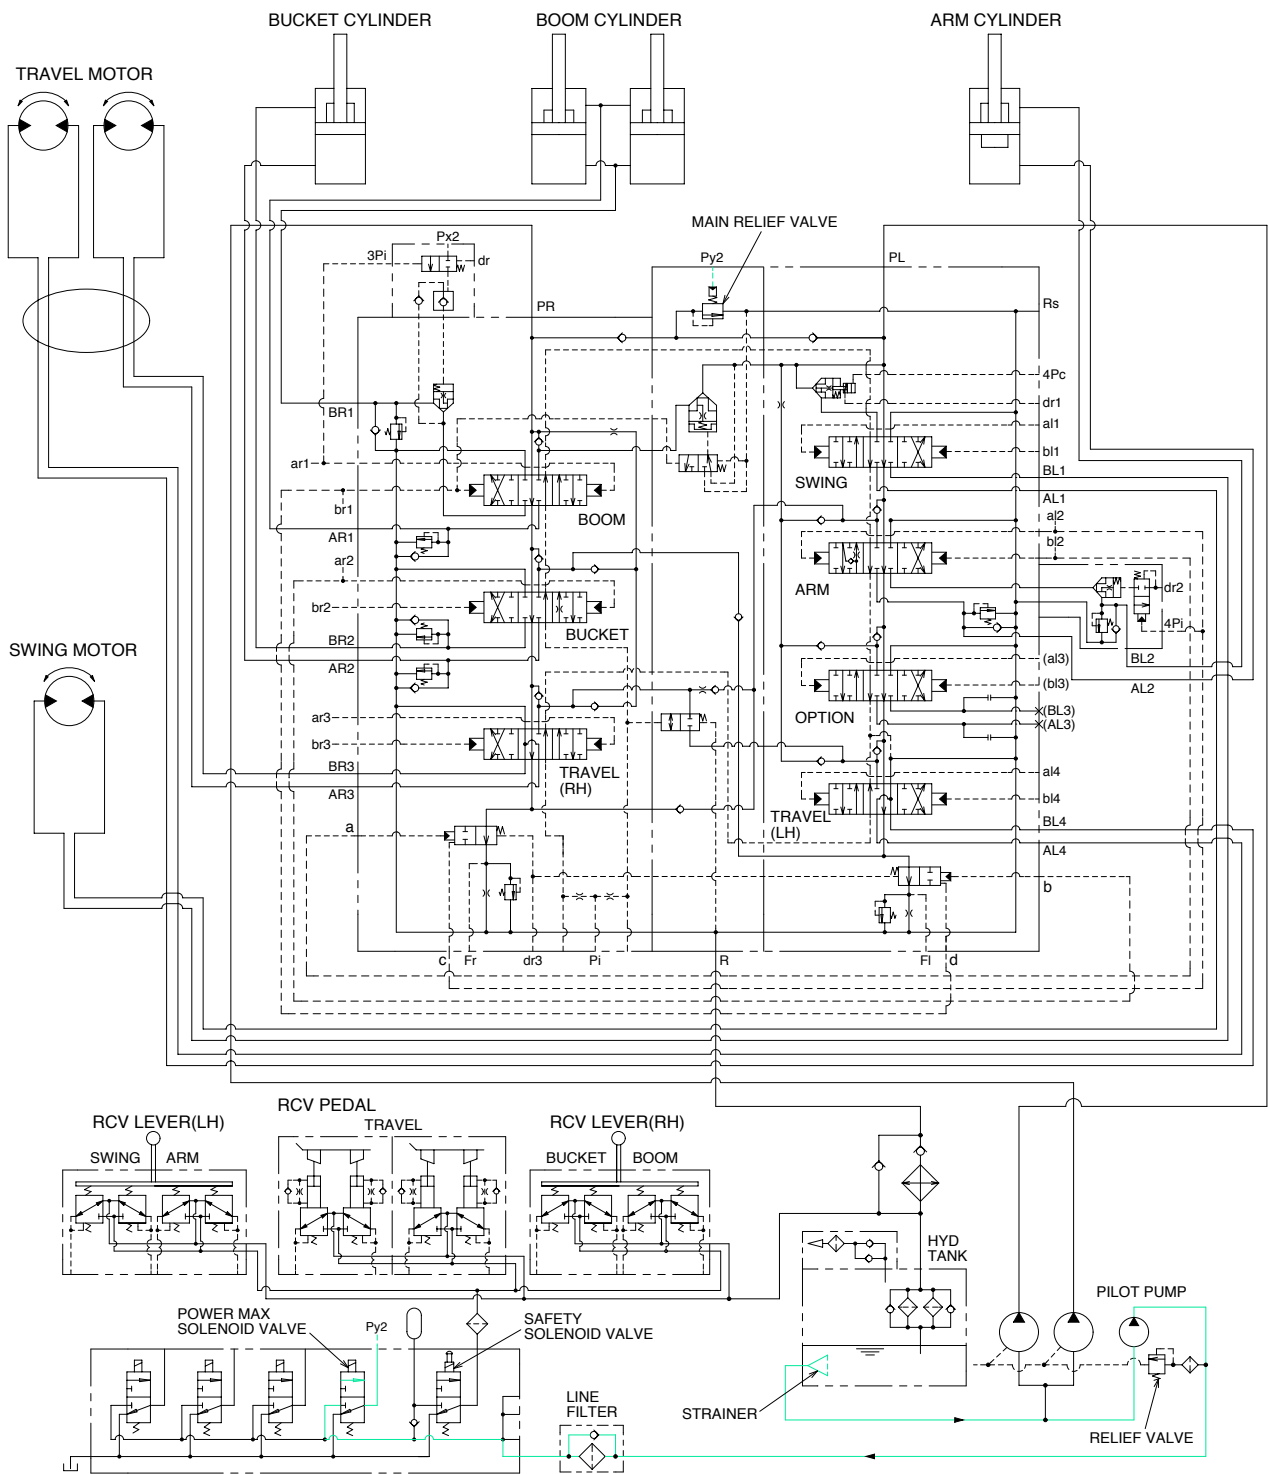 BUCKET CYLINDER
BOOM CYLINDER
ARM CYLINDER
TRAVEL MOTOR
MAIN RELIEF VALVE
Px2
3Pi
dr
Py2
PL
PR
Rs
4Pc
dr1
BR1
al1
bl1
ar1
BL1
SWING
br1
BOOM
AL1
al2
AR1
bl2
ar2
ARM
dr2
br2
BUCKET
4Pi
SWING MOTOR
BR2
(al3)
BL2
AR2
(bl3)
AL2
ar3
OPTION
(BL3)
(AL3)
br3
BR3
TRAVEL
(RH)
al4
AR3
bl4
TRAVEL
(LH)
BL4
a
AL4
b
c
Fr
dr3
Pi
R
Fl
d
RCV LEVER(LH)
RCV PEDAL
RCV LEVER(RH)
TRAVEL
SWING
ARM
BUCKET
BOOM
HYD
TANK
PILOT PUMP
POWER MAX
SOLENOID VALVE
Py2
SAFETY
SOLENOID VALVE
LINE
FILTER
STRAINER
RELIEF VALVE